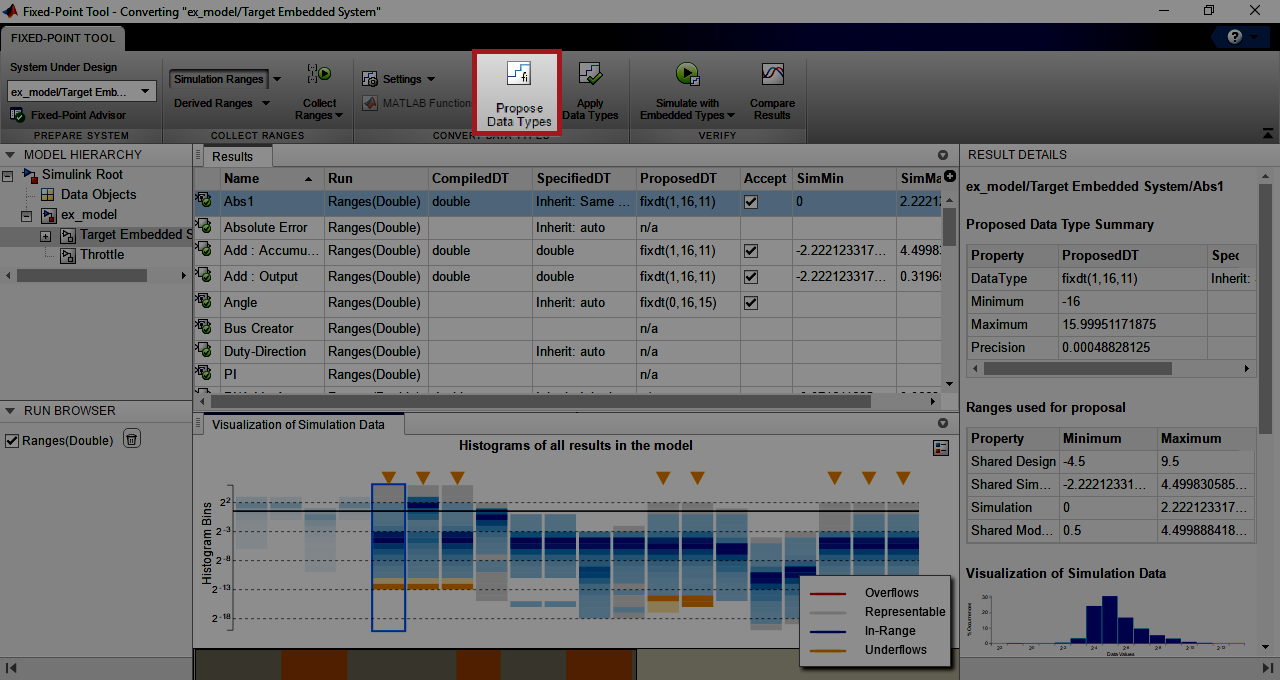 Fixed-Point Tool - Converting "ex_model/Target Embedded System"
FIXED-POINT TOOL
System Under Design
ex_model/Target Emb...
Fixed-Point Advisor
PREPARE SYSTEM
Simulation Ranges
Derived Ranges
Collect
Ranges
COLLECT RANGES
Settings
MATLAB Function
Propose
Data Types
Apply
Data Types
CONVERT DATA TYPES
Simulate with
Embedded Types
Compare
Results
VERIFY
MODEL HIERARCHY
Simulink Root
Data Objects
ex_model
Target Embedded S
Throttle
RUN BROWSER
Ranges(Double)
Results
Name Run CompiledDT SpecifiedDT ProposedDT Accept SimMin SimMa
Abs1 Ranges(Double) double Inherit: Same ... fixdt(1,16,11) 0 2.22212
Absolute Error Ranges(Double) Inherit: auto n/a
Add : Accumu... Ranges(Double) double double fixdt(1,16,11) -2.222123317... 4.49983
Add : Output Ranges(Double) double double fixdt(1,16,11) -2.222123317... 0.31965
Angle Ranges(Double) Inherit: auto fixdt(0,16,15)
Bus Creator Ranges(Double) n/a
Duty-Direction Ranges(Double) Inherit: auto n/a
PI Ranges(Double) n/a
Visualization of Simulation Data
Histograms of all results in the model
Histogram Bins
2^2
2^-3
2^-8
2^-13
2^-18
Overflows
Representable
In-Range
Underflows
RESULT DETAILS
ex_model/Target Embedded System/Abs1
Proposed Data Type Summary
Property ProposedDT Spec
DataType fixdt(1,16,11) Inherit:
Minimum -16
Maximum 15.99951171875
Precision 0.00048828125
Ranges used for proposal
Property Minimum Maximum
Shared Design -4.5 9.5
Shared Sim... -2.22212331... 4.499830585...
Simulation 0 2.222123317...
Shared Mod... 0.5 4.499888418...
Visualization of Simulation Data
% Occurrences
30
20
10
0
Data Values